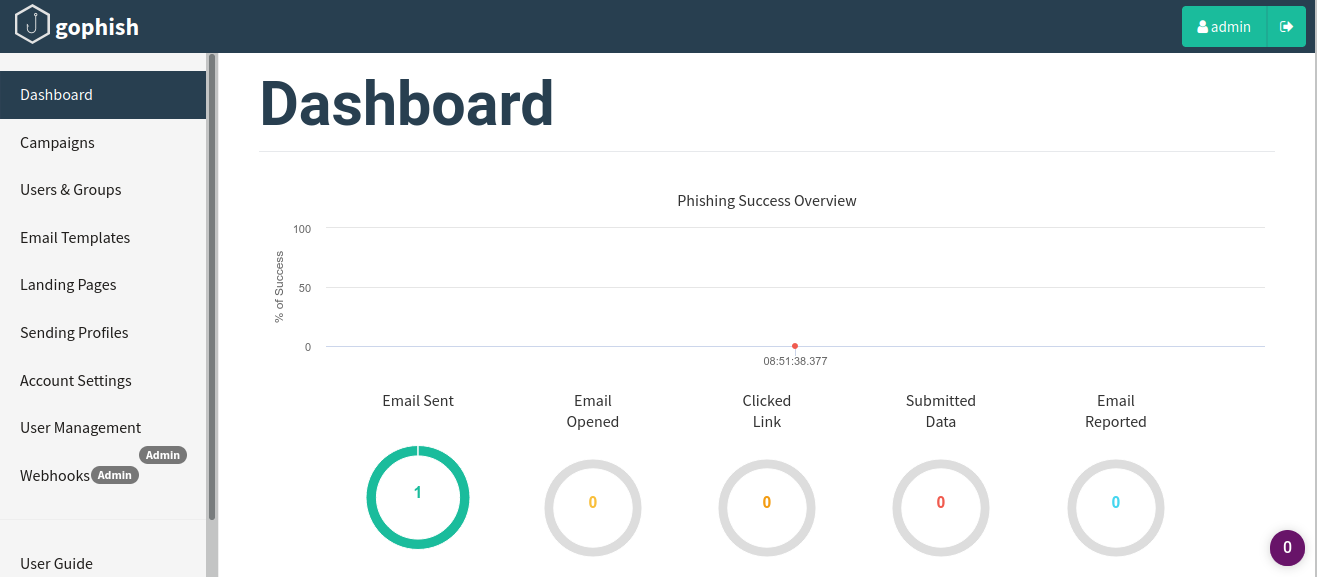 gophish
admin
Dashboard
Campaigns
Users & Groups
Email Templates
Landing Pages
Sending Profiles
Account Settings
User Management
Admin
Webhooks Admin
User Guide
Dashboard
Phishing Success Overview
% of Success
100
50
0
08:51:38.377
Email Sent
1
Email
Opened
0
Clicked
Link
0
Submitted
Data
0
Email
Reported
0
0